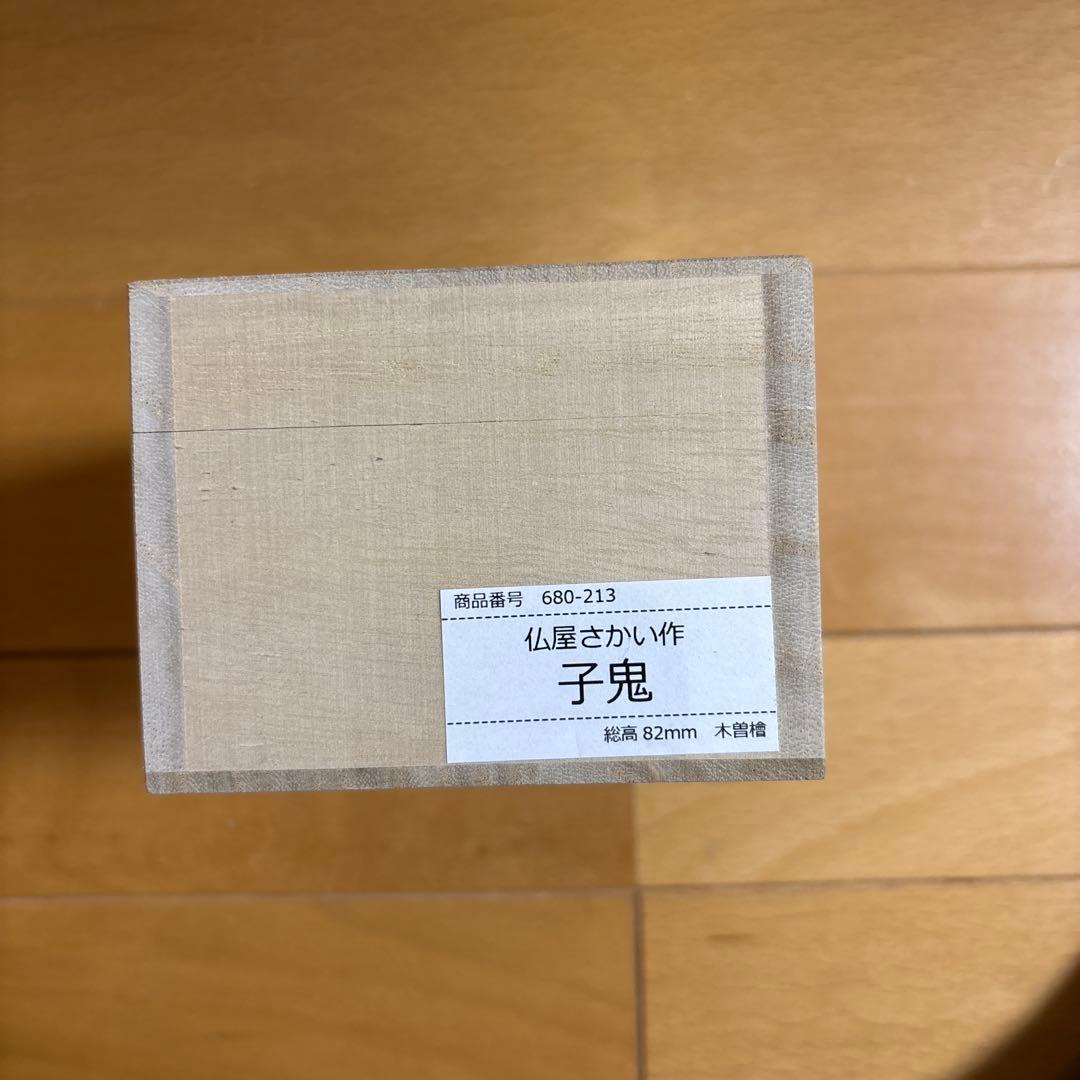 商品番号　680-213
仏屋さかい作
子鬼
総高 82mm　木曽檜